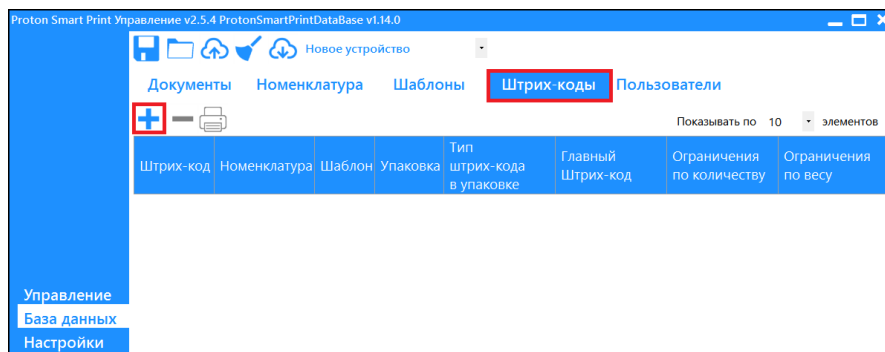 Proton Smart Print Управление v2.5.4 ProtonSmartPrintDataBase v1.14.0
Новое устройство
Документы Номенклатура Шаблоны Штрих-коды Пользователи
Показывать по 10 элементов
Штрих-код Номенклатура Шаблон Упаковка Тип штрих-кода в упаковке Главный Штрих-код Ограничения по количеству Ограничения по весу
Управление
База данных
Настройки